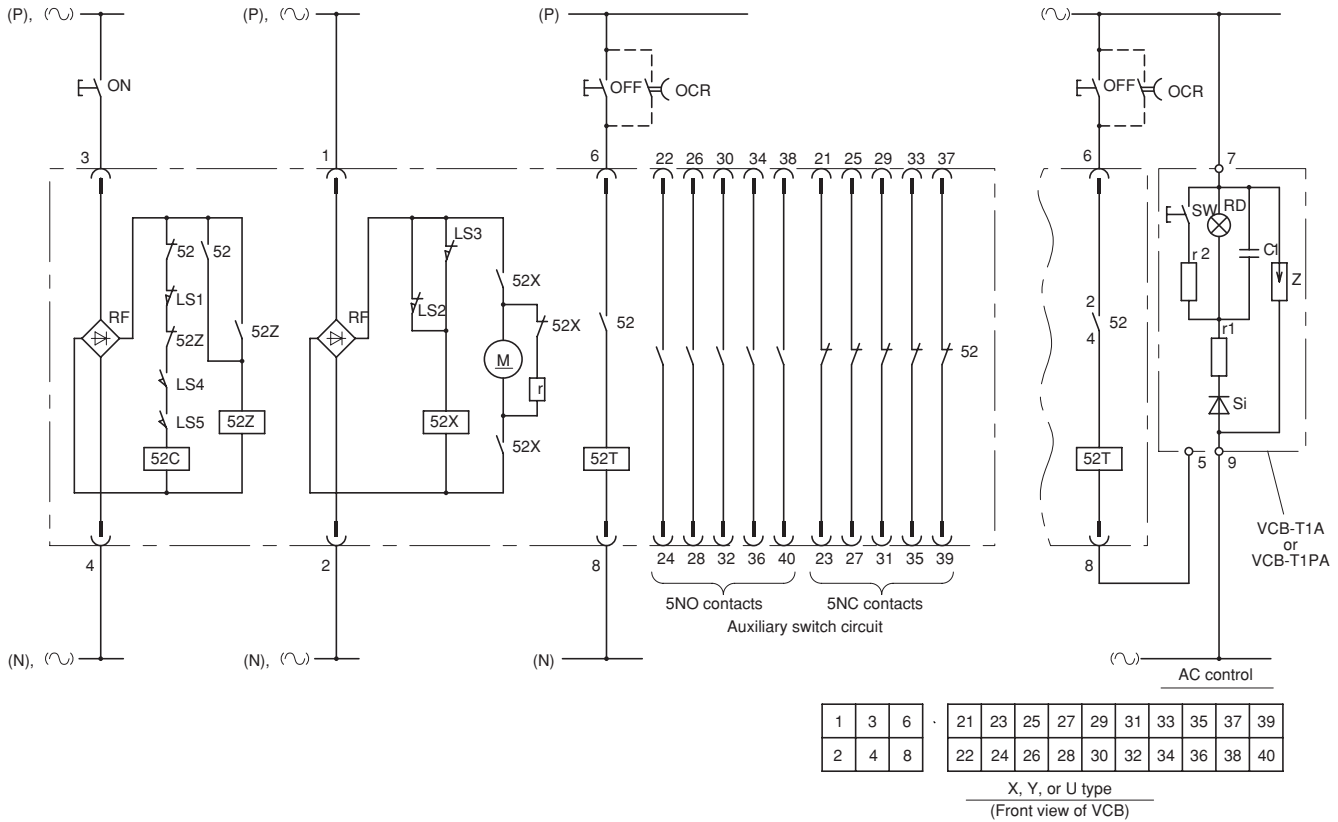 (P), (∿)
(P), (∿)
(P)
(∿)
ON
OFF
OCR
OFF
OCR
3
1
6
22
26
30
34
38
21
25
29
33
37
6
7
52
52
LS1
52Z
52Z
LS4
LS5
RF
52Z
52C
RF
LS3
LS2
52X
52X
M
r
52X
52X
52
52T
52
2
4
52
52T
SW
RD
r2
C1
Z
r1
Si
5
9
4
2
8
24
28
32
36
40
23
27
31
35
39
8
VCB-T1A
or
VCB-T1PA
5NO contacts
5NC contacts
Auxiliary switch circuit
(N), (∿)
(N), (∿)
(N)
(∿)
AC control
1 3 6 · 21 23 25 27 29 31 33 35 37 39
2 4 8 22 24 26 28 30 32 34 36 38 40
X, Y, or U type
(Front view of VCB)